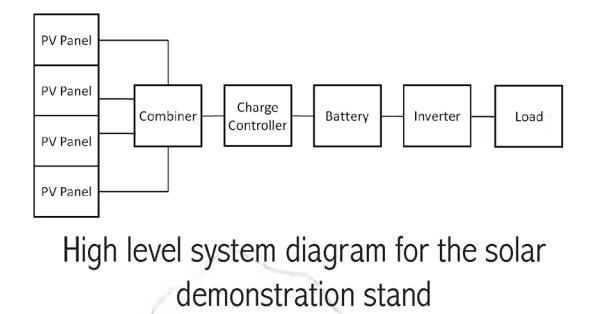 PV Panel
PV Panel
PV Panel
PV Panel
Combiner
Charge
Controller
Battery
Inverter
Load
High level system diagram for the solar
demonstration stand